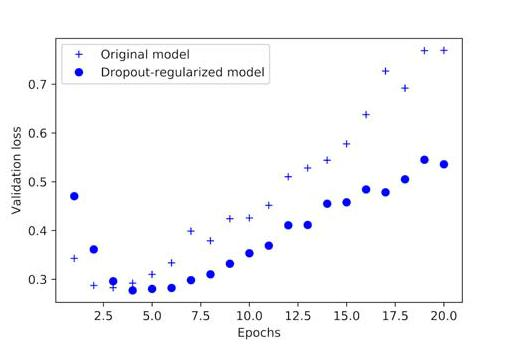 Original model
Dropout-regularized model
0.7
0.6
0.5
0.4
0.3
Validation loss
2.5 5.0 7.5 10.0 12.5 15.0 17.5 20.0
Epochs